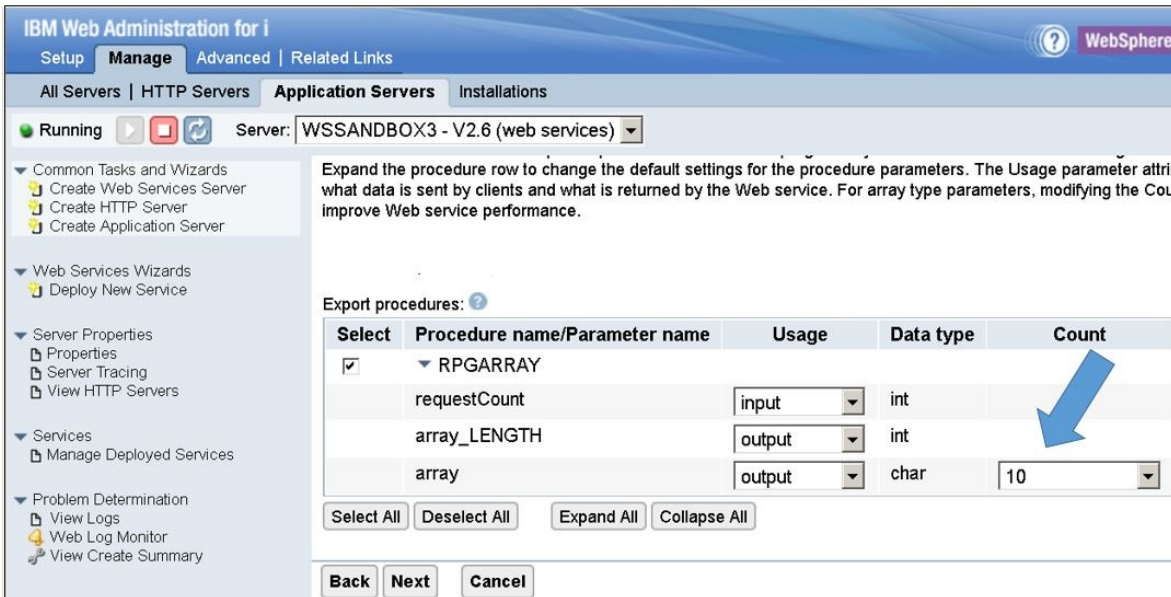 IBM Web Administration for i
Setup Manage Advanced | Related Links
WebSphere
All Servers | HTTP Servers Application Servers Installations
Running Server: WSSANDBOX3 - V2.6 (web services)
Common Tasks and Wizards
Create Web Services Server
Create HTTP Server
Create Application Server
Web Services Wizards
Deploy New Service
Server Properties
Properties
Server Tracing
View HTTP Servers
Services
Manage Deployed Services
Problem Determination
View Logs
Web Log Monitor
View Create Summary
Expand the procedure row to change the default settings for the procedure parameters. The Usage parameter attri
what data is sent by clients and what is returned by the Web service. For array type parameters, modifying the Cou
improve Web service performance.
Export procedures:
Select Procedure name/Parameter name Usage Data type Count
RPGARRAY
requestCount input int
array_LENGTH output int
array output char 10
Select All Deselect All Expand All Collapse All
Back Next Cancel